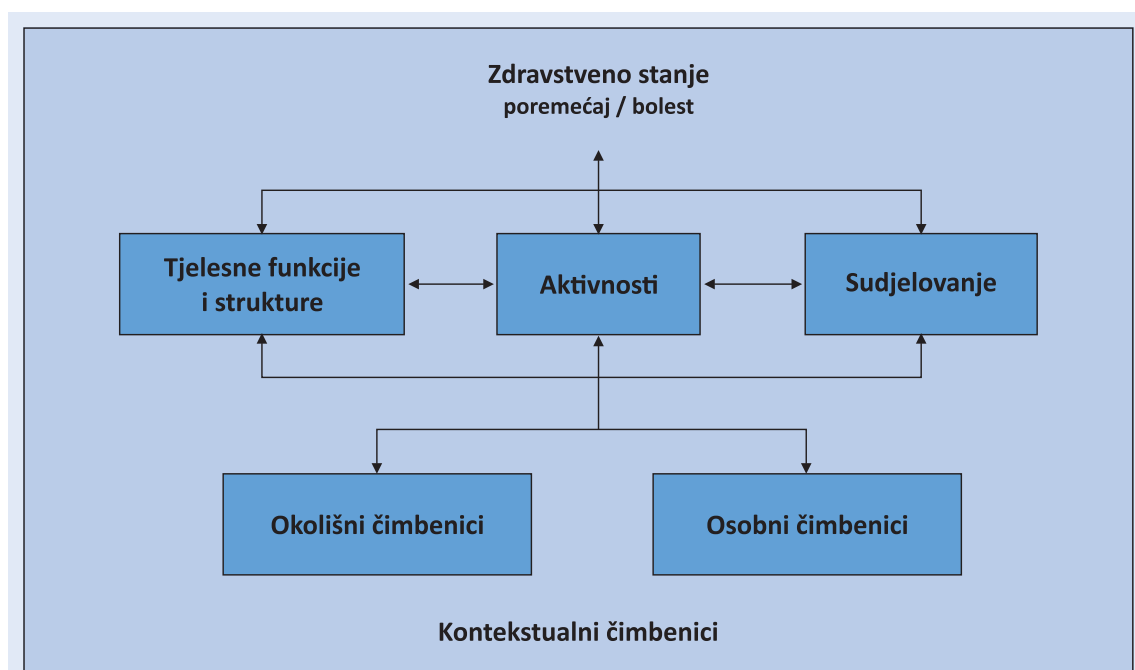 Zdravstveno stanje
poremećaj / bolest
Tjelesne funkcije
i strukture
Aktivnosti
Sudjelovanje
Okolišni čimbenici
Osobni čimbenici
Kontekstualni čimbenici